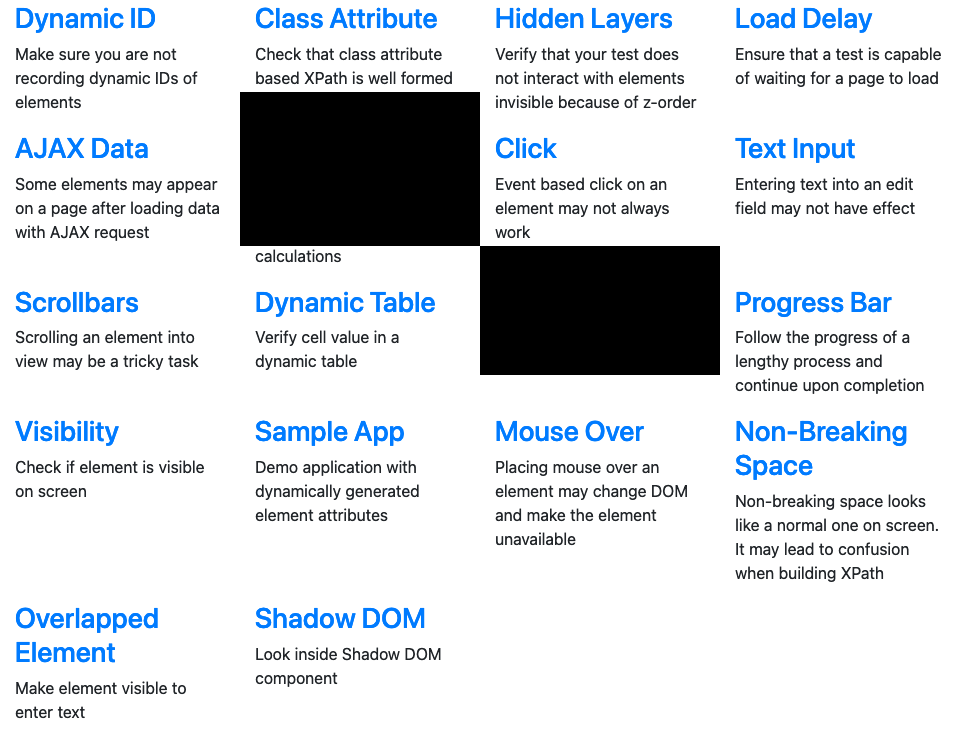 Dynamic ID
Make sure you are not
recording dynamic IDs of
elements
Class Attribute
Check that class attribute
based XPath is well formed
Hidden Layers
Verify that your test does
not interact with elements
invisible because of z-order
Load Delay
Ensure that a test is capable
of waiting for a page to load
AJAX Data
Some elements may appear
on a page after loading data
with AJAX request
calculations
Click
Event based click on an
element may not always
work
Text Input
Entering text into an edit
field may not have effect
Scrollbars
Scrolling an element into
view may be a tricky task
Dynamic Table
Verify cell value in a
dynamic table
Progress Bar
Follow the progress of a
lengthy process and
continue upon completion
Visibility
Check if element is visible
on screen
Sample App
Demo application with
dynamically generated
element attributes
Mouse Over
Placing mouse over an
element may change DOM
and make the element
unavailable
Non-Breaking
Space
Non-breaking space looks
like a normal one on screen.
It may lead to confusion
when building XPath
Overlapped
Element
Make element visible to
enter text
Shadow DOM
Look inside Shadow DOM
component